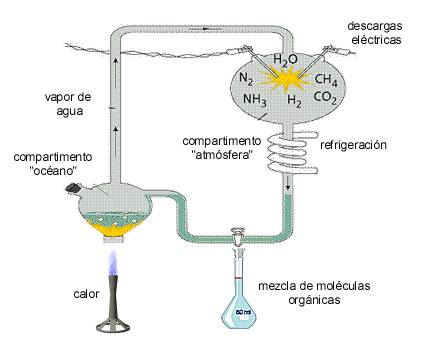 descargas
eléctricas
H₂O
N₂
CH₄
NH₃
H₂
CO₂
vapor de
agua
compartimento
"atmósfera"
refrigeración
compartimento
"océano"
calor
mezcla de moléculas
orgánicas